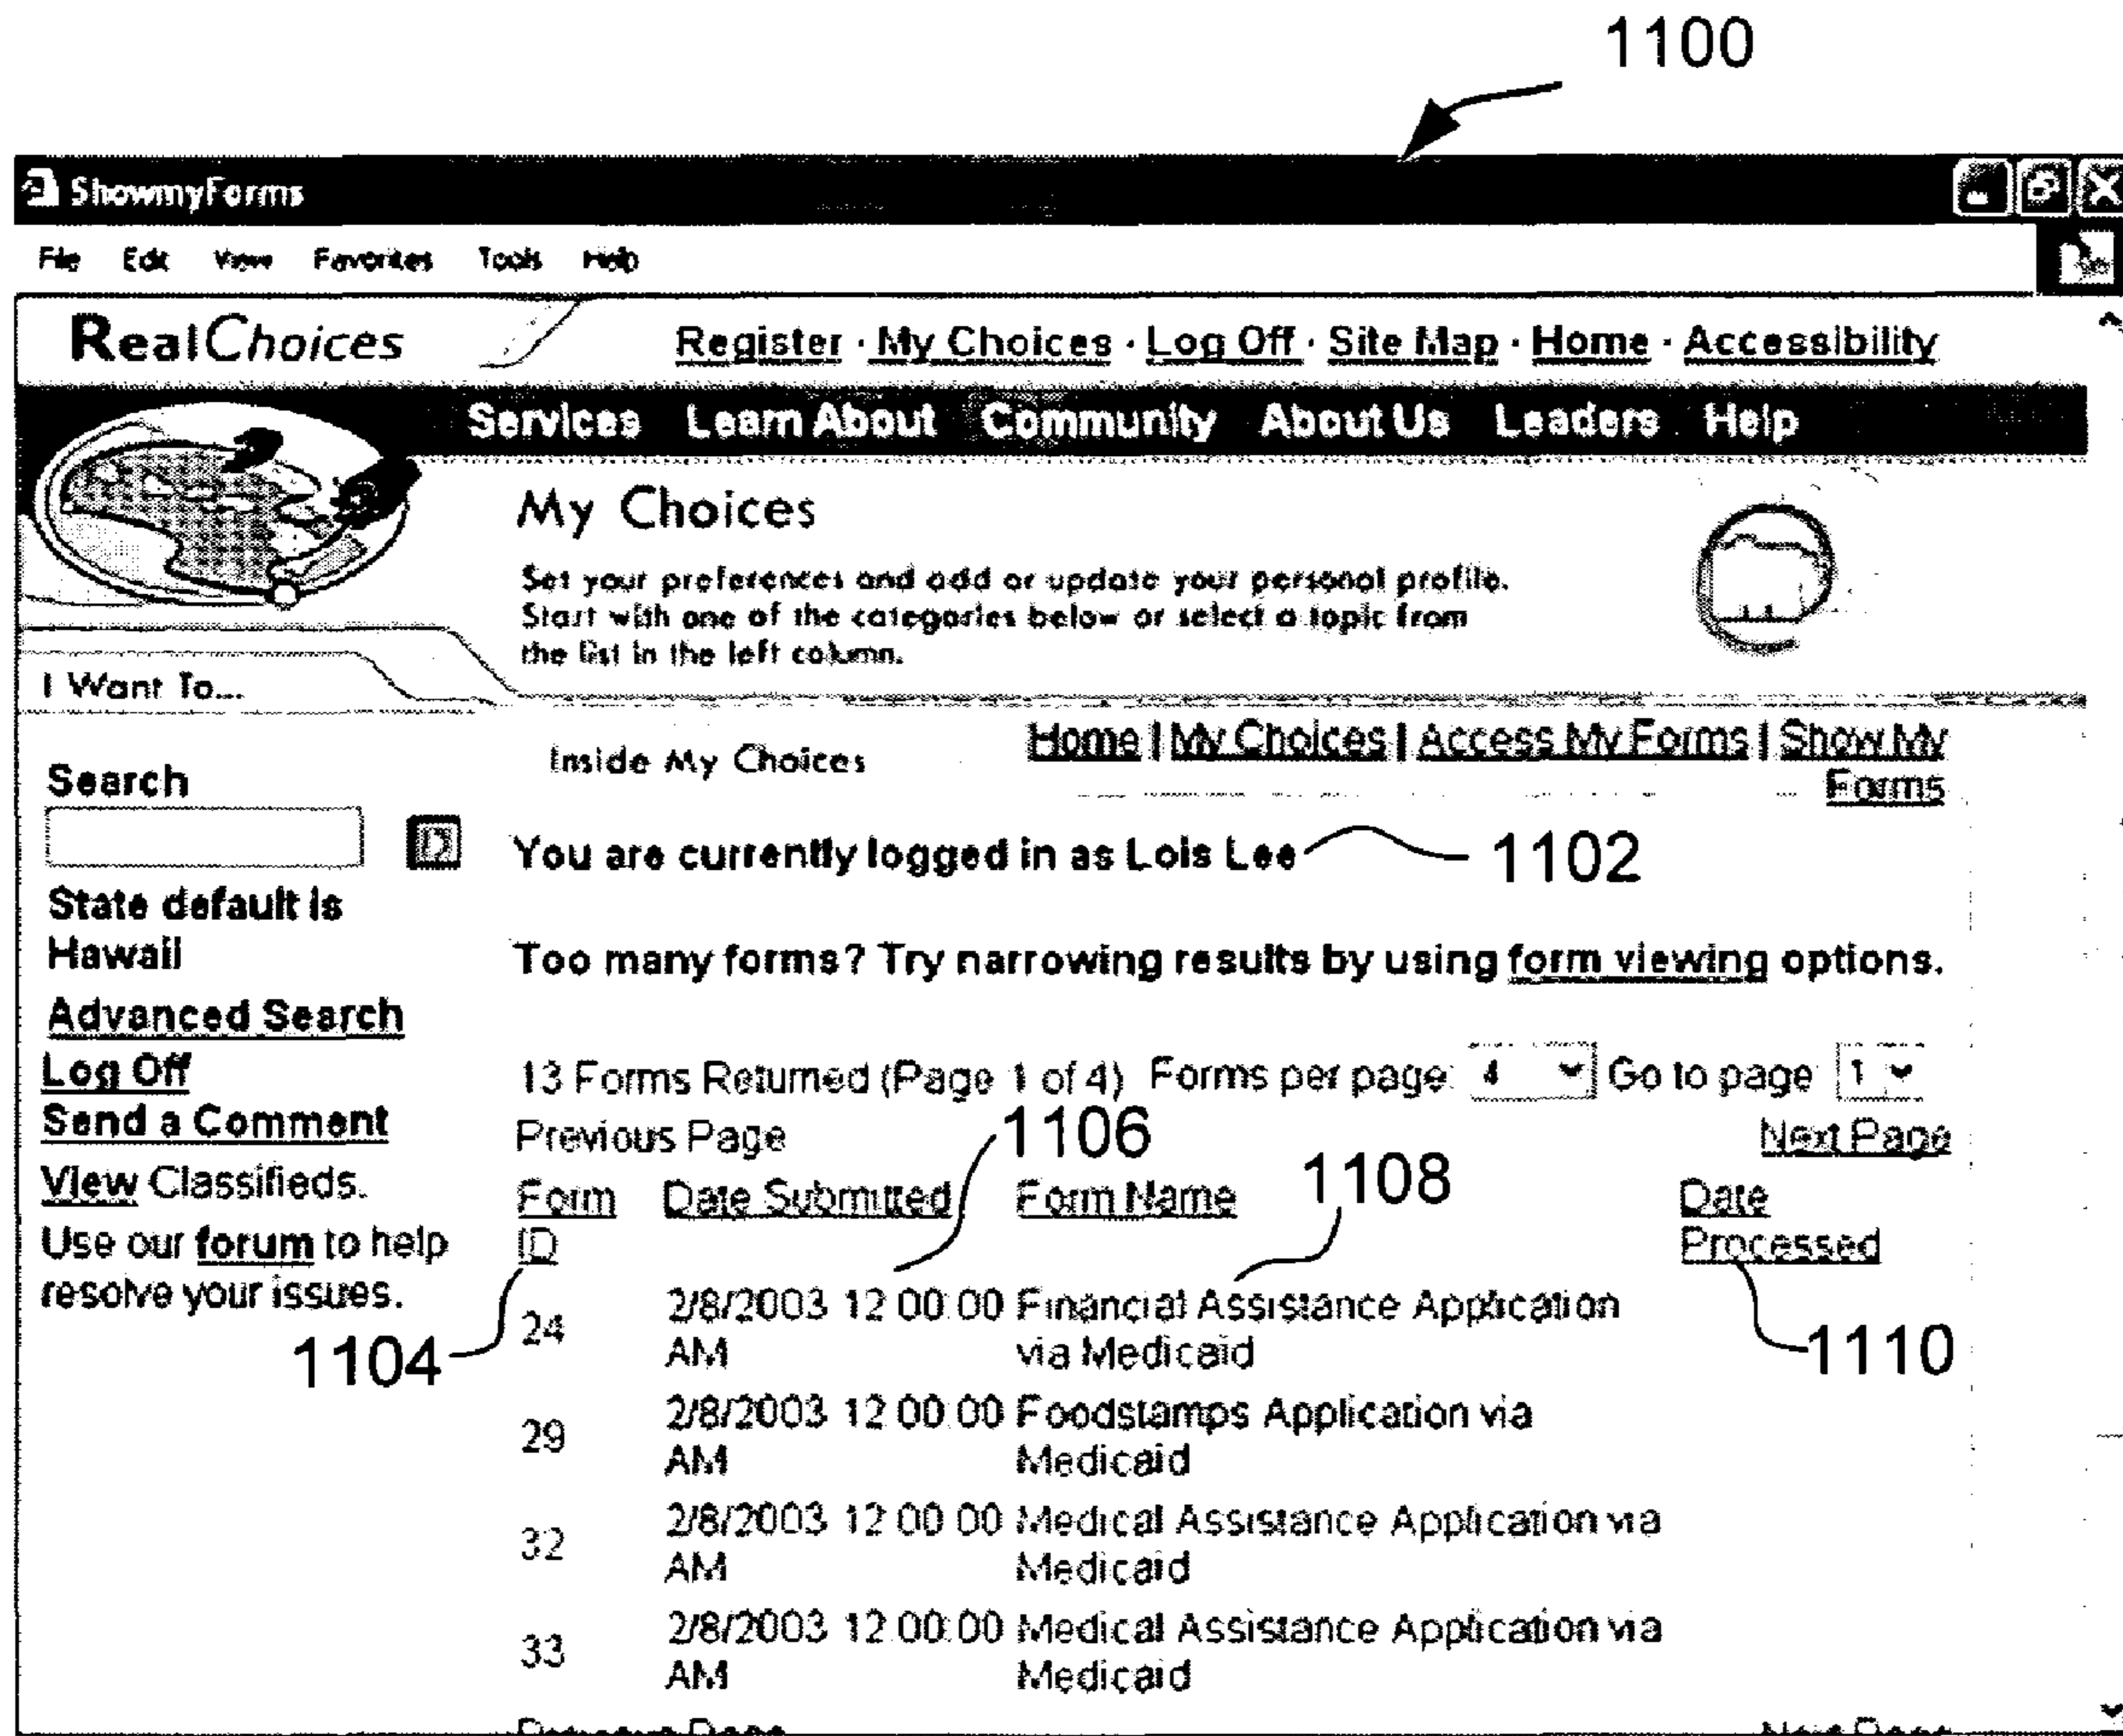 1100
ShowmyForms
File Edit View Favorites Tools Help
RealChoices
Register · My Choices · Log Off · Site Map · Home · Accessibility
Services Learn About Community About Us Leaders Help
My Choices
Set your preferences and add or update your personal profile.
Start with one of the categories below or select a topic from
the list in the left column.
I Want To...
Inside My Choices
Home | My Choices | Access My Forms | Show My
Forms
Search
You are currently logged in as Lois Lee
1102
State default is
Hawaii
Too many forms? Try narrowing results by using form viewing options.
Advanced Search
Log Off
Send a Comment
View Classifieds.
Use our forum to help
resolve your issues.
13 Forms Returned (Page 1 of 4) Forms per page: 4 Go to page 1
Previous Page
1106
Next Page
1108
Form
ID
Date Submitted
Form Name
Date
Processed
1104
1110
24 2/8/2003 12 00 00 Financial Assistance Application
AM via Medicaid
29 2/8/2003 12 00 00 Foodstamps Application via
AM Medicaid
32 2/8/2003 12 00 00 Medical Assistance Application via
AM Medicaid
33 2/8/2003 12 00:00 Medical Assistance Application via
AM Medicaid
Previous Page Next Page